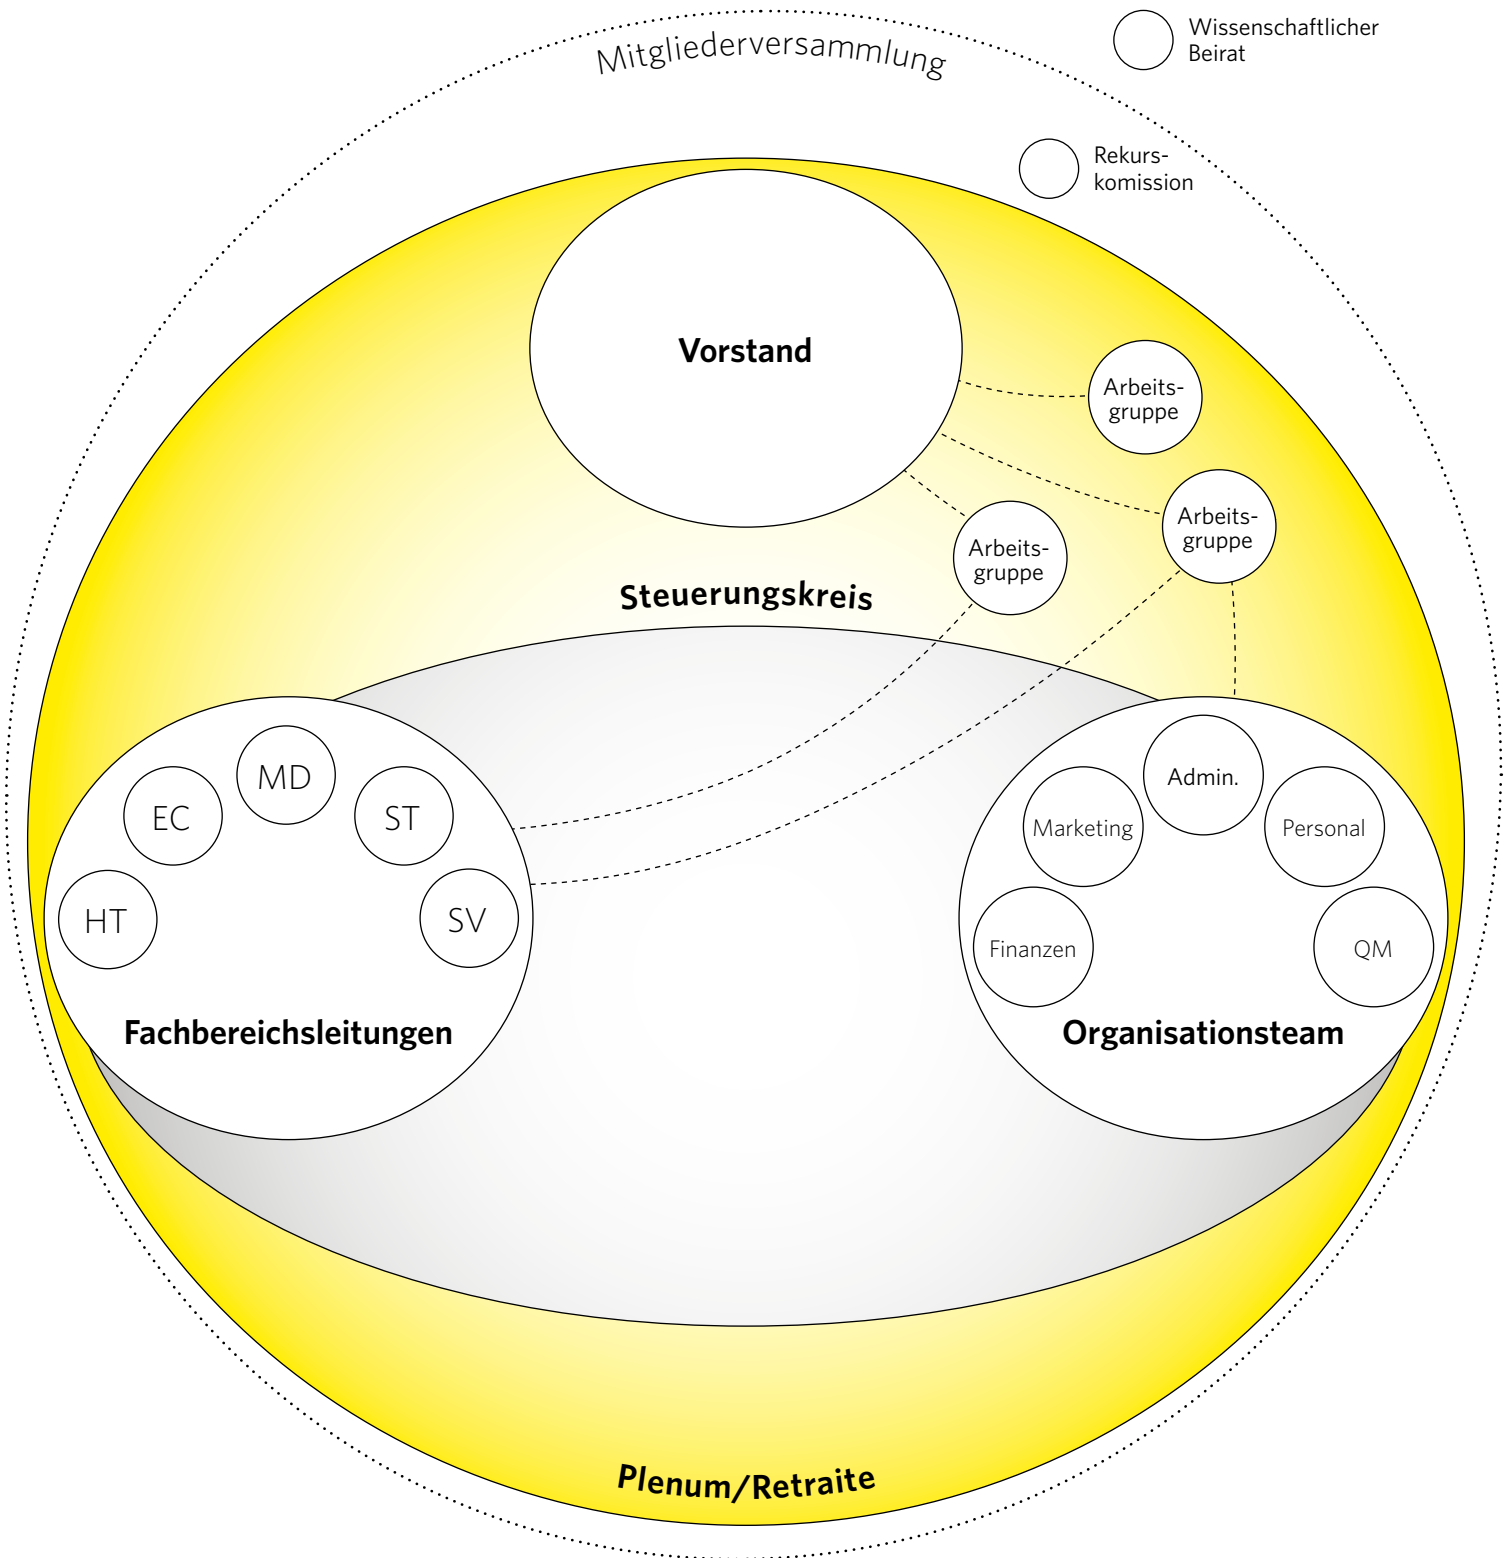 Mitgliederversammlung
Wissenschaftlicher
Beirat
Rekurs-
komission
Vorstand
Arbeits-
gruppe
Arbeits-
gruppe
Arbeits-
gruppe
Steuerungskreis
HT
EC
MD
ST
SV
Fachbereichsleitungen
Finanzen
Marketing
Admin.
Personal
QM
Organisationsteam
Plenum/Retraite